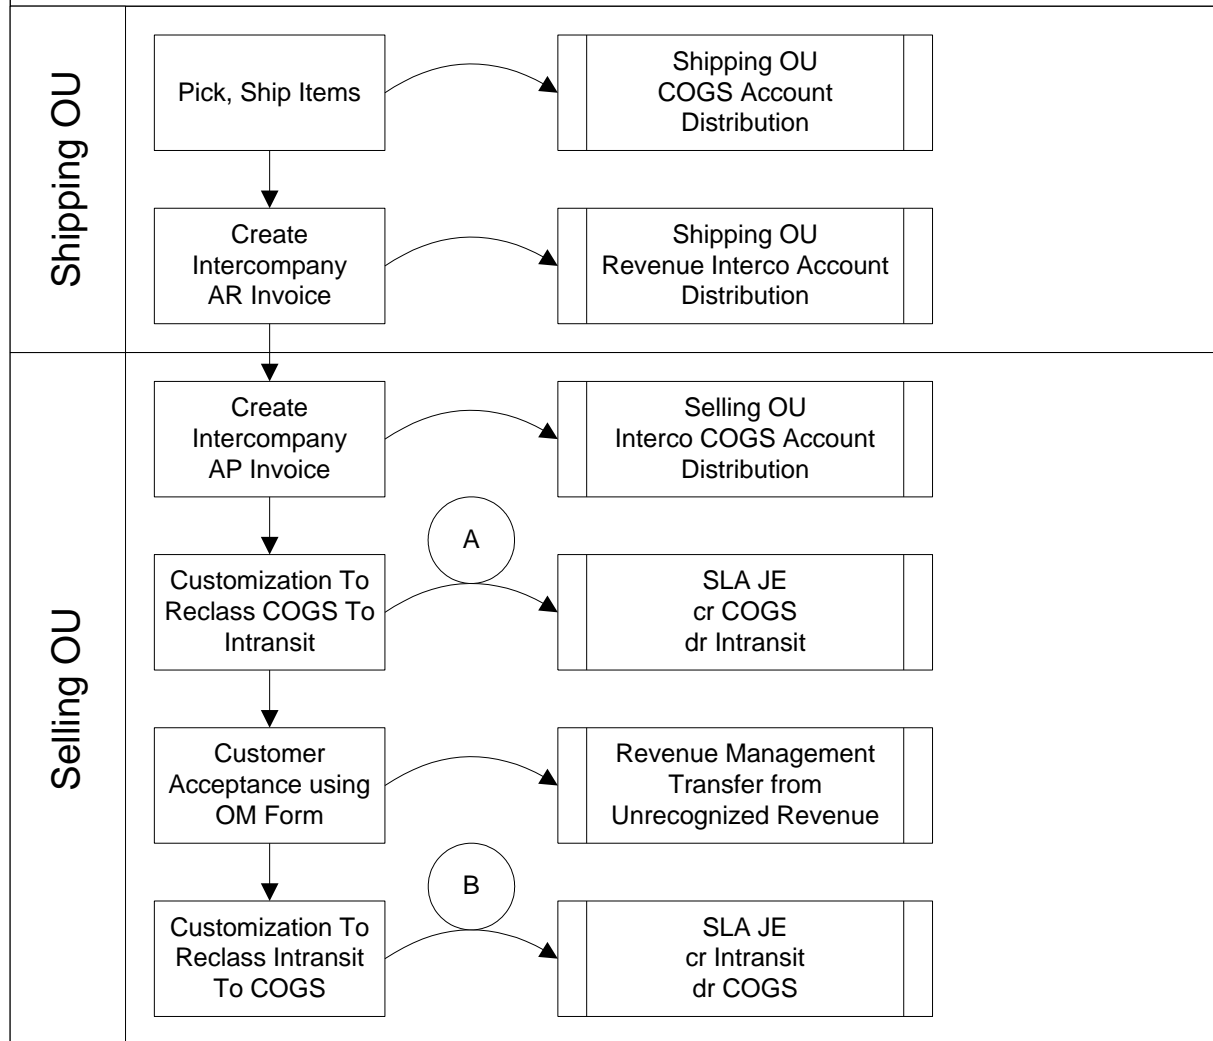 Shipping OU
Pick, Ship Items
Shipping OU
COGS Account
Distribution
Create
Intercompany
AR Invoice
Shipping OU
Revenue Interco Account
Distribution
Selling OU
Create
Intercompany
AP Invoice
Selling OU
Interco COGS Account
Distribution
A
Customization To
Reclass COGS To
Intransit
SLA JE
cr COGS
dr Intransit
Customer
Acceptance using
OM Form
Revenue Management
Transfer from
Unrecognized Revenue
B
Customization To
Reclass Intransit
To COGS
SLA JE
cr Intransit
dr COGS